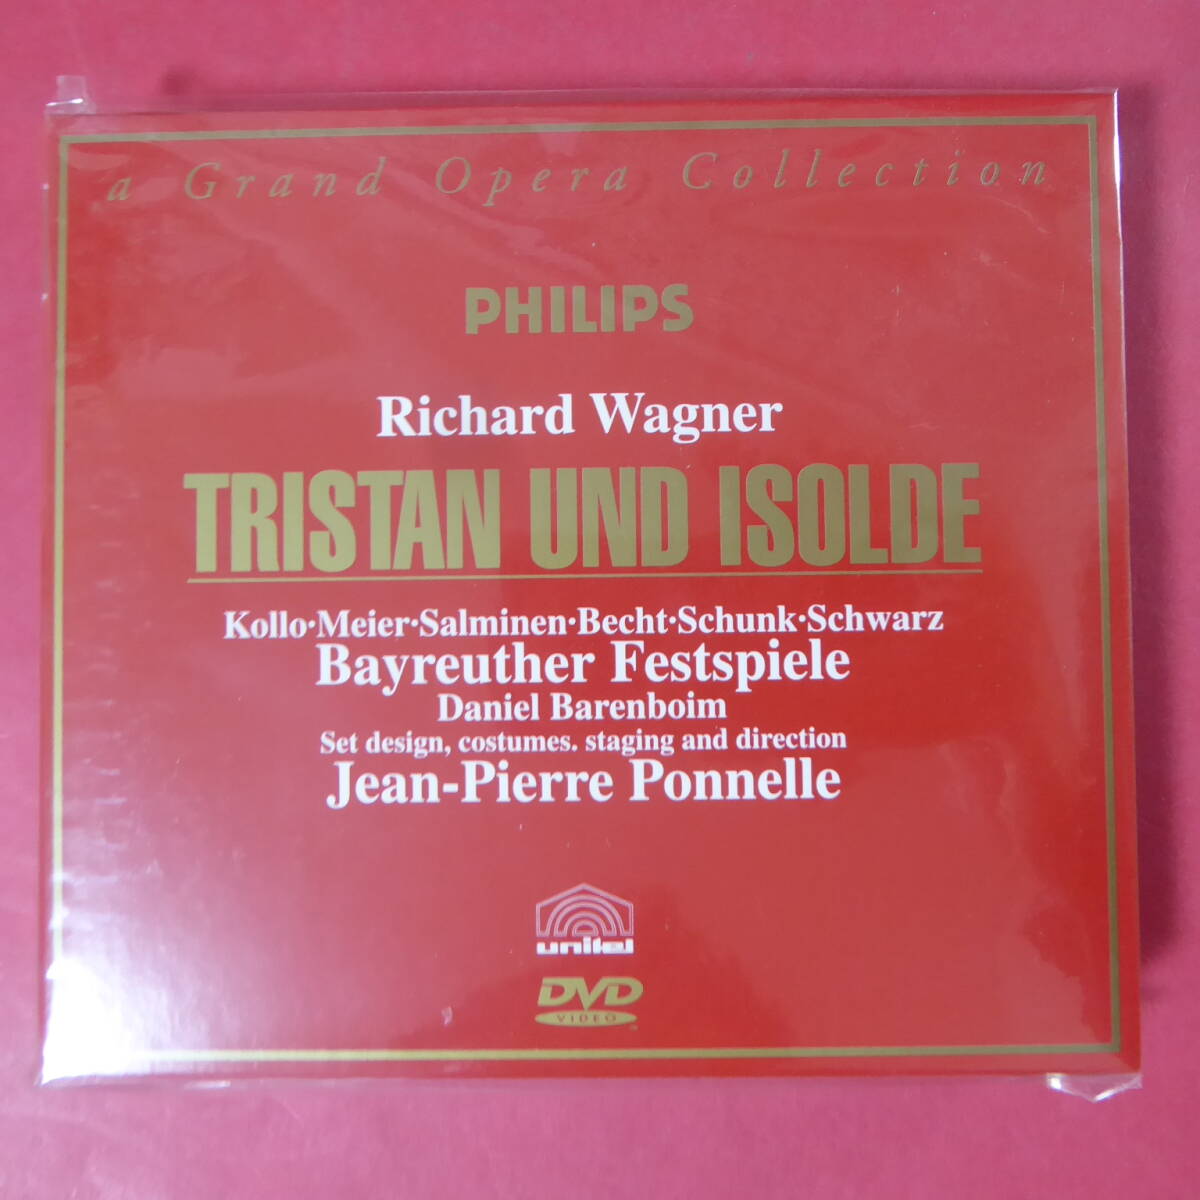 a Grand Opera Collection
PHILIPS
Richard Wagner
TRISTAN UND ISOLDE
Kollo·Meier·Salminen·Becht·Schunk·Schwarz
Bayreuther Festspiele
Daniel Barenboim
Set design, costumes. staging and direction
Jean-Pierre Ponnelle
unitel
DVD
VIDEO